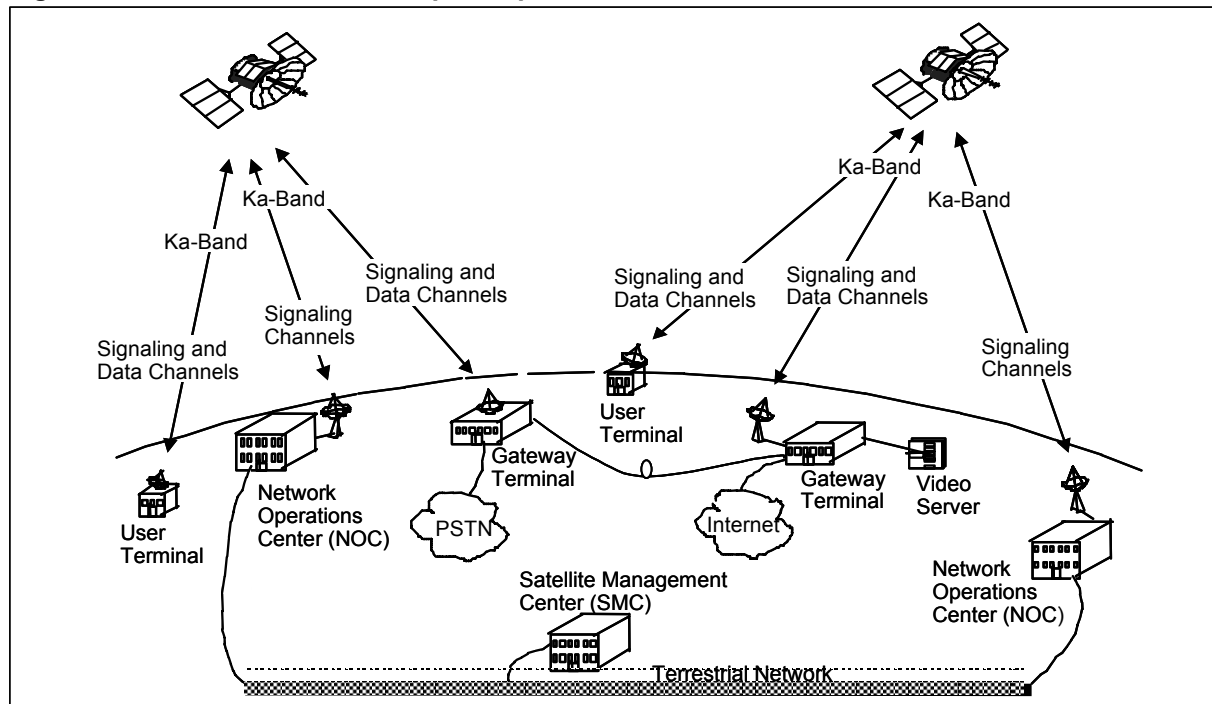 Ka-Band
Ka-Band
Signaling and
Data Channels
Signaling
Channels
Signaling and
Data Channels
Ka-Band
Ka-Band
Signaling and
Data Channels
Signaling and
Data Channels
Signaling
Channels
User
Terminal
Network
Operations
Center (NOC)
Gateway
Terminal
PSTN
User
Terminal
Internet
Gateway
Terminal
Video
Server
Network
Operations
Center (NOC)
Satellite Management
Center (SMC)
Terrestrial Network